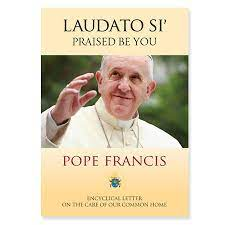 LAUDATO SI'
PRAISED BE YOU
POPE FRANCIS
ENCYCLICAL LETTER
ON THE CARE OF OUR COMMON HOME